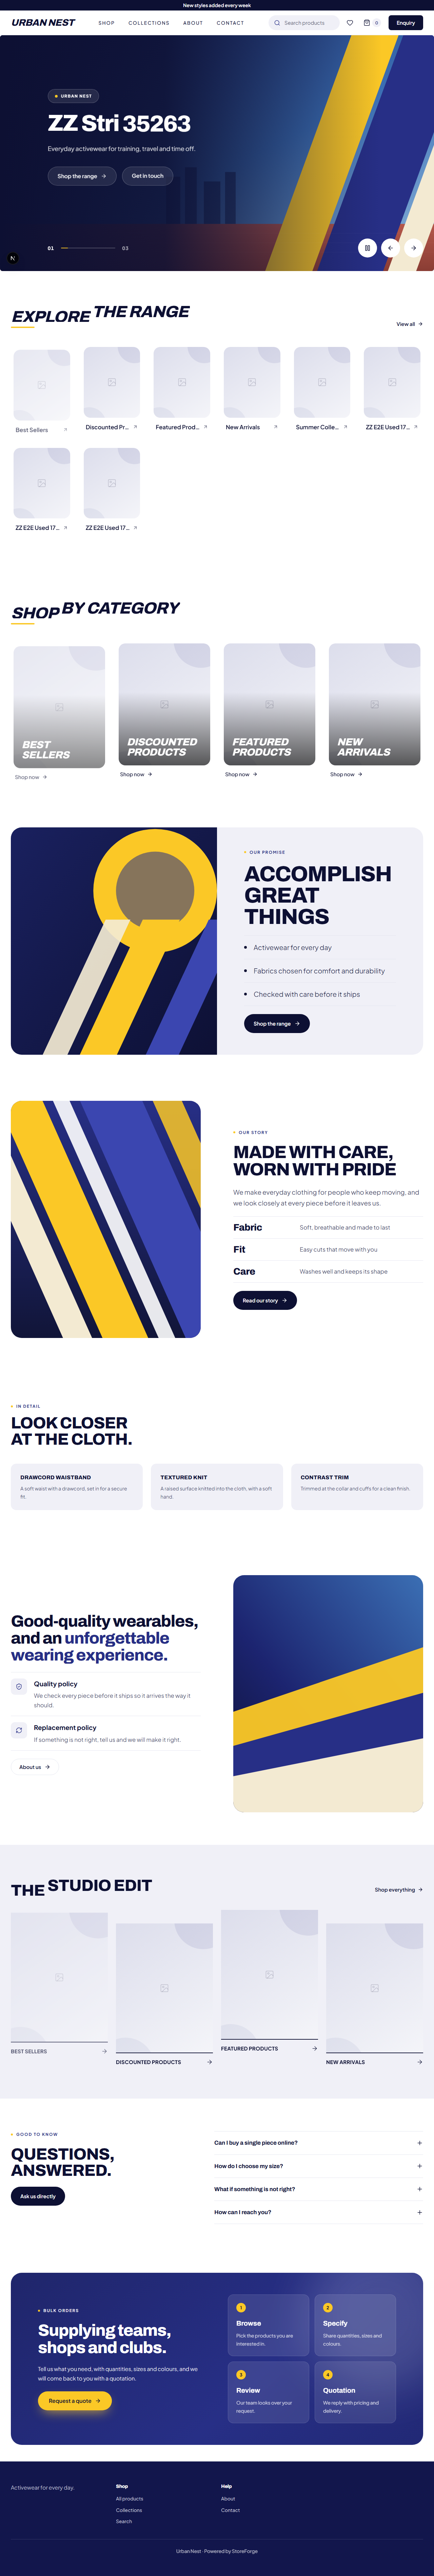 New styles added every week
URBAN NEST
SHOP
COLLECTIONS
ABOUT
CONTACT
Search products
0
Enquiry
URBAN NEST
ZZ Stri 35263
Everyday activewear for training, travel and time off.
Shop the range
Get in touch
01
03
N
EXPLORE THE RANGE
View all
Best Sellers
Discounted Pr...
Featured Prod...
New Arrivals
Summer Colle...
ZZ E2E Used 17...
ZZ E2E Used 17...
ZZ E2E Used 17...
SHOP BY CATEGORY
BEST
SELLERS
DISCOUNTED
PRODUCTS
FEATURED
PRODUCTS
NEW
ARRIVALS
Shop now
Shop now
Shop now
Shop now
OUR PROMISE
ACCOMPLISH
GREAT
THINGS
Activewear for every day
Fabrics chosen for comfort and durability
Checked with care before it ships
Shop the range
OUR STORY
MADE WITH CARE,
WORN WITH PRIDE
We make everyday clothing for people who keep moving, and
we look closely at every piece before it leaves us.
Fabric
Soft, breathable and made to last
Fit
Easy cuts that move with you
Care
Washes well and keeps its shape
Read our story
IN DETAIL
LOOK CLOSER
AT THE CLOTH.
DRAWCORD WAISTBAND
A soft waist with a drawcord, set in for a secure
fit.
TEXTURED KNIT
A raised surface knitted into the cloth, with a soft
hand.
CONTRAST TRIM
Trimmed at the collar and cuffs for a clean finish.
Good-quality wearables,
and an unforgettable
wearing experience.
Quality policy
We check every piece before it ships so it arrives the way it
should.
Replacement policy
If something is not right, tell us and we will make it right.
About us
THE STUDIO EDIT
Shop everything
BEST SELLERS
DISCOUNTED PRODUCTS
FEATURED PRODUCTS
NEW ARRIVALS
GOOD TO KNOW
QUESTIONS,
ANSWERED.
Ask us directly
Can I buy a single piece online?
How do I choose my size?
What if something is not right?
How can I reach you?
BULK ORDERS
Supplying teams,
shops and clubs.
Tell us what you need, with quantities, sizes and colours, and we
will come back to you with a quotation.
Request a quote
1
Browse
Pick the products you are
interested in.
2
Specify
Share quantities, sizes and
colours.
3
Review
Our team looks over your
request.
4
Quotation
We reply with pricing and
delivery.
Activewear for every day.
Shop
All products
Collections
Search
Help
About
Contact
Urban Nest · Powered by StoreForge